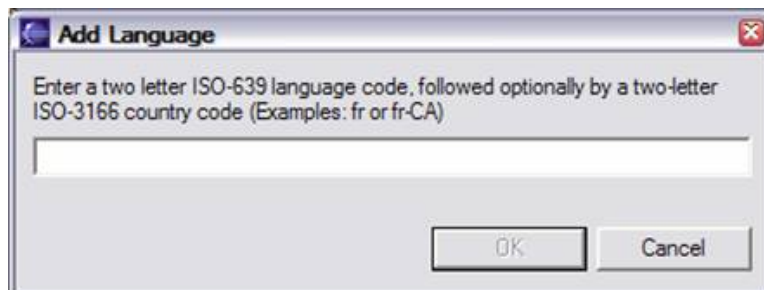 Add Language
Enter a two letter ISO-639 language code, followed optionally by a two-letter
ISO-3166 country code (Examples: fr or fr-CA)
OK Cancel